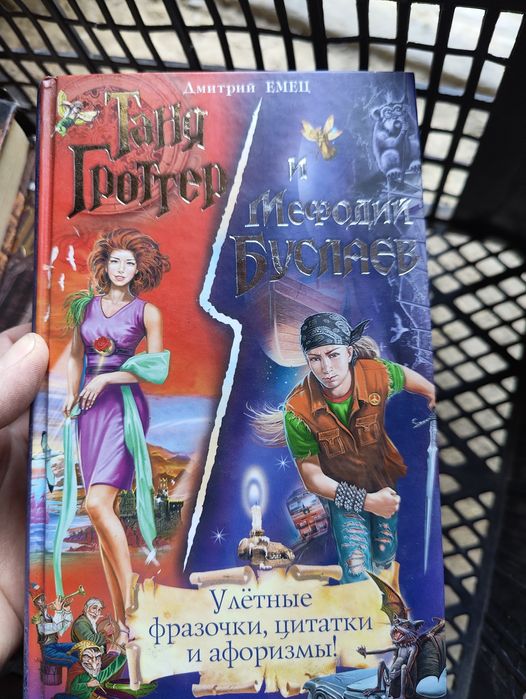 Дмитрий ЕМЕЦ
Таня
Гроттер
и
Мефодий
Буслаев
Улётные
фразочки, цитатки
и афоризмы!